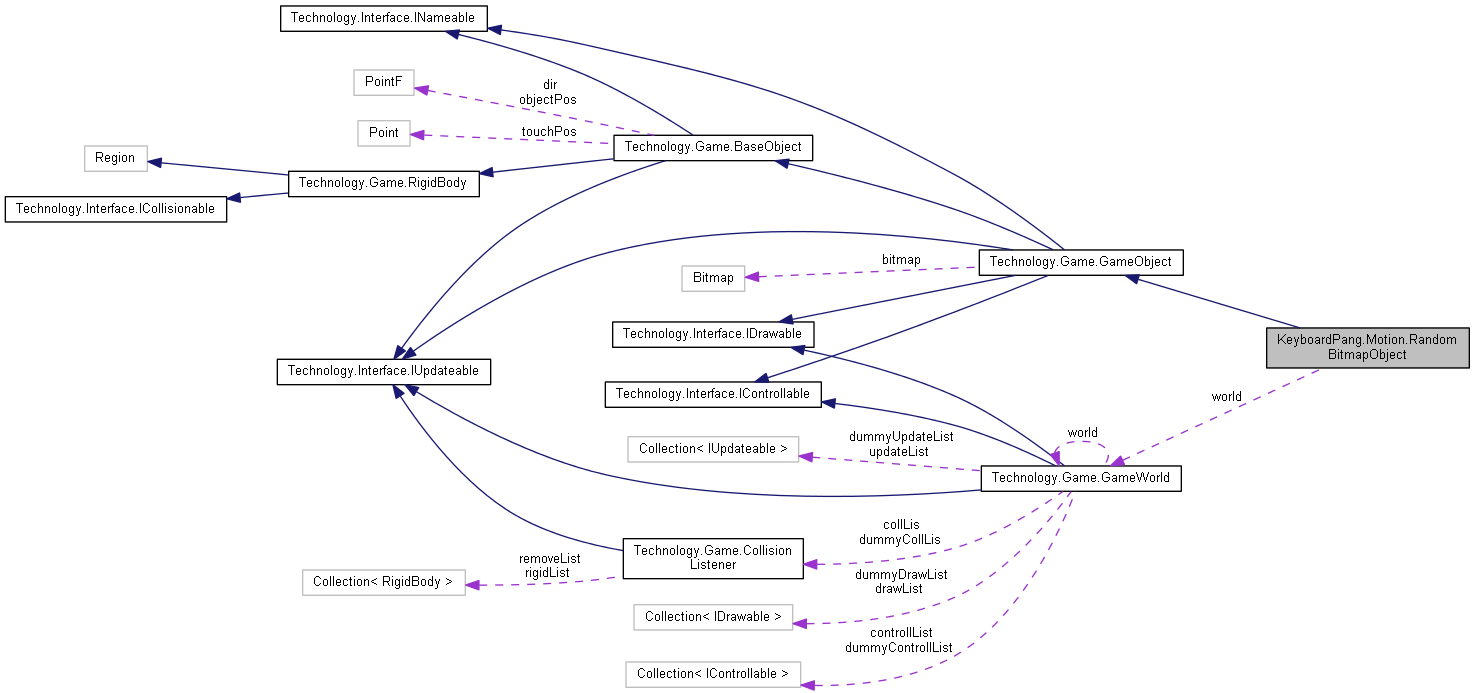 Technology.Interface.INameable
PointF
dir
objectPos
Point
touchPos
Technology.Game.BaseObject
Region
Technology.Game.RigidBody
Technology.Interface.ICollisionable
Technology.Game.GameObject
bitmap
Bitmap
Technology.Interface.IDrawable
KeyboardPang.Motion.Random
BitmapObject
Technology.Interface.IUpdateable
Technology.Interface.IControllable
world
world
dummyUpdateList
updateList
Collection< IUpdateable >
Technology.Game.GameWorld
collLis
dummyCollLis
Technology.Game.Collision
Listener
removeList
rigidList
Collection< RigidBody >
dummyDrawList
drawList
Collection< IDrawable >
controllList
dummyControllList
Collection< IControllable >